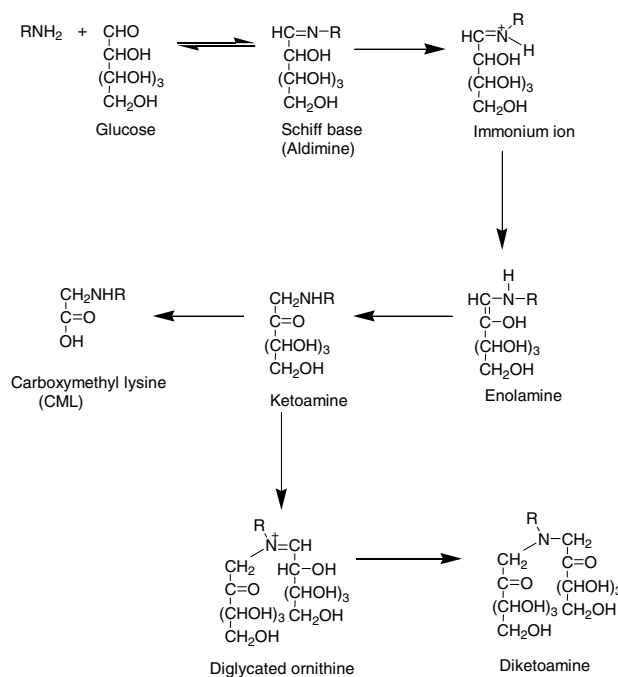 RNH2 + CHO
CHOH
(CHOH)3
CH2OH
Glucose
HC=N–R
CHOH
(CHOH)3
CH2OH
Schiff base
(Aldimine)
R
HC=N+
H
CHOH
(CHOH)3
CH2OH
Immonium ion
CH2NHR
C=O
OH
Carboxymethyl lysine
(CML)
CH2NHR
C=O
(CHOH)3
CH2OH
Ketoamine
H
HC–N–R
C–OH
(CHOH)3
CH2OH
Enolamine
R
N+=CH
CH2 HC–OH
C=O (CHOH)3
(CHOH)3 CH2OH
CH2OH
Diglycated ornithine
R
N–CH2
CH2 C=O
C=O (CHOH)3
(CHOH)3 CH2OH
CH2OH
Diketoamine